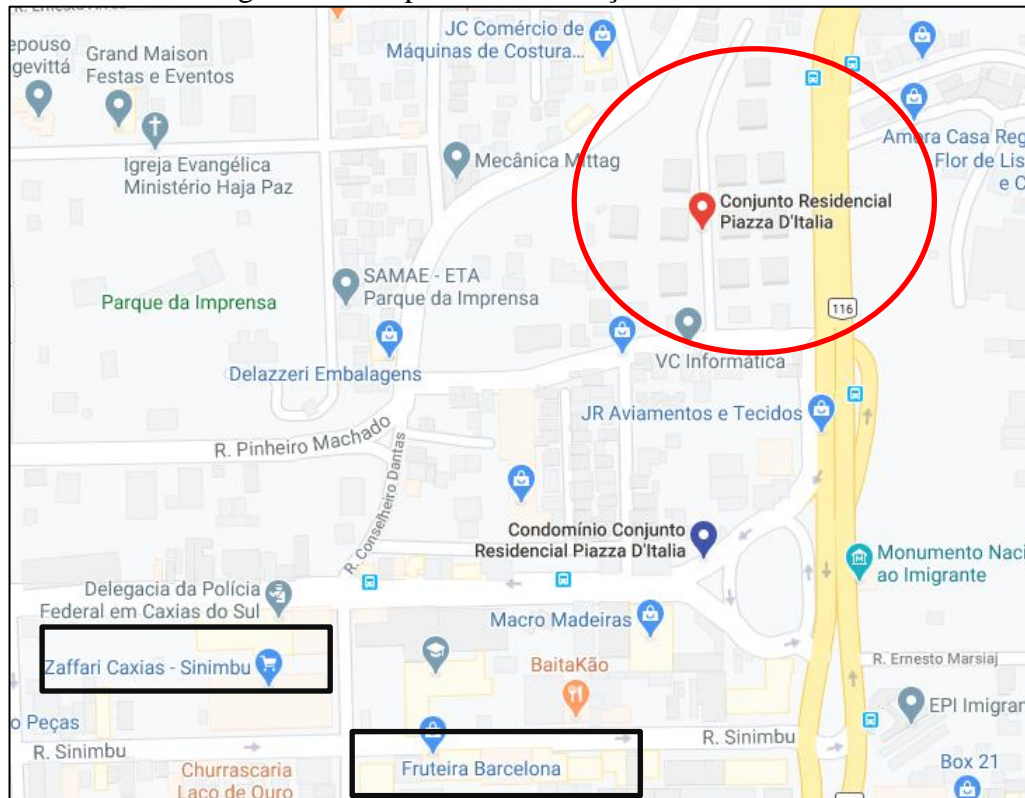 R. Ernesto A
JC Comércio de
Máquinas de Costura...
epouso
gevittá
Grand Maison
Festas e Eventos
Igreja Evangélica
Ministério Haja Paz
Mecânica Mittag
Amora Casa Reg
Flor de Lis
e C
Conjunto Residencial
Piazza D'Italia
SAMAE - ETA
Parque da Imprensa
Parque da Imprensa
116
VC Informática
Delazzeri Embalagens
JR Aviamentos e Tecidos
R. Pinheiro Machado
R. Conselheiro Dantas
Condomínio Conjunto
Residencial Piazza D'Italia
Monumento Naci
ao Imigrante
Delegacia da Polícia
Federal em Caxias do Sul
Macro Madeiras
Zaffari Caxias - Sinimbu
BaitaKão
R. Ernesto Marsiaj
EPI Imigran
o Peças
R. Sinimbu
R. Sinimbu
Fruteira Barcelona
Box 21
Churrascaria
Laço de Ouro